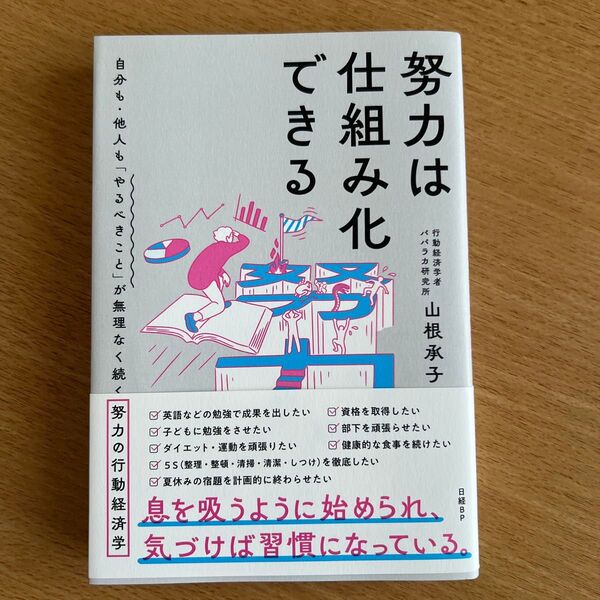 努力は
仕組み化
できる
自分も・他人も「やるべきこと」が無理なく続く
努力の行動経済学
行動経済学者
パパラカ研究所
山根承子
英語などの勉強で成果を出したい
子どもに勉強をさせたい
ダイエット・運動を頑張りたい
5S(整理・整頓・清掃・清潔・しつけ)を徹底したい
夏休みの宿題を計画的に終わらせたい
資格を取得したい
部下を頑張らせたい
健康的な食事を続けたい
息を吸うように始められ、
気づけば習慣になっている。
日経BP